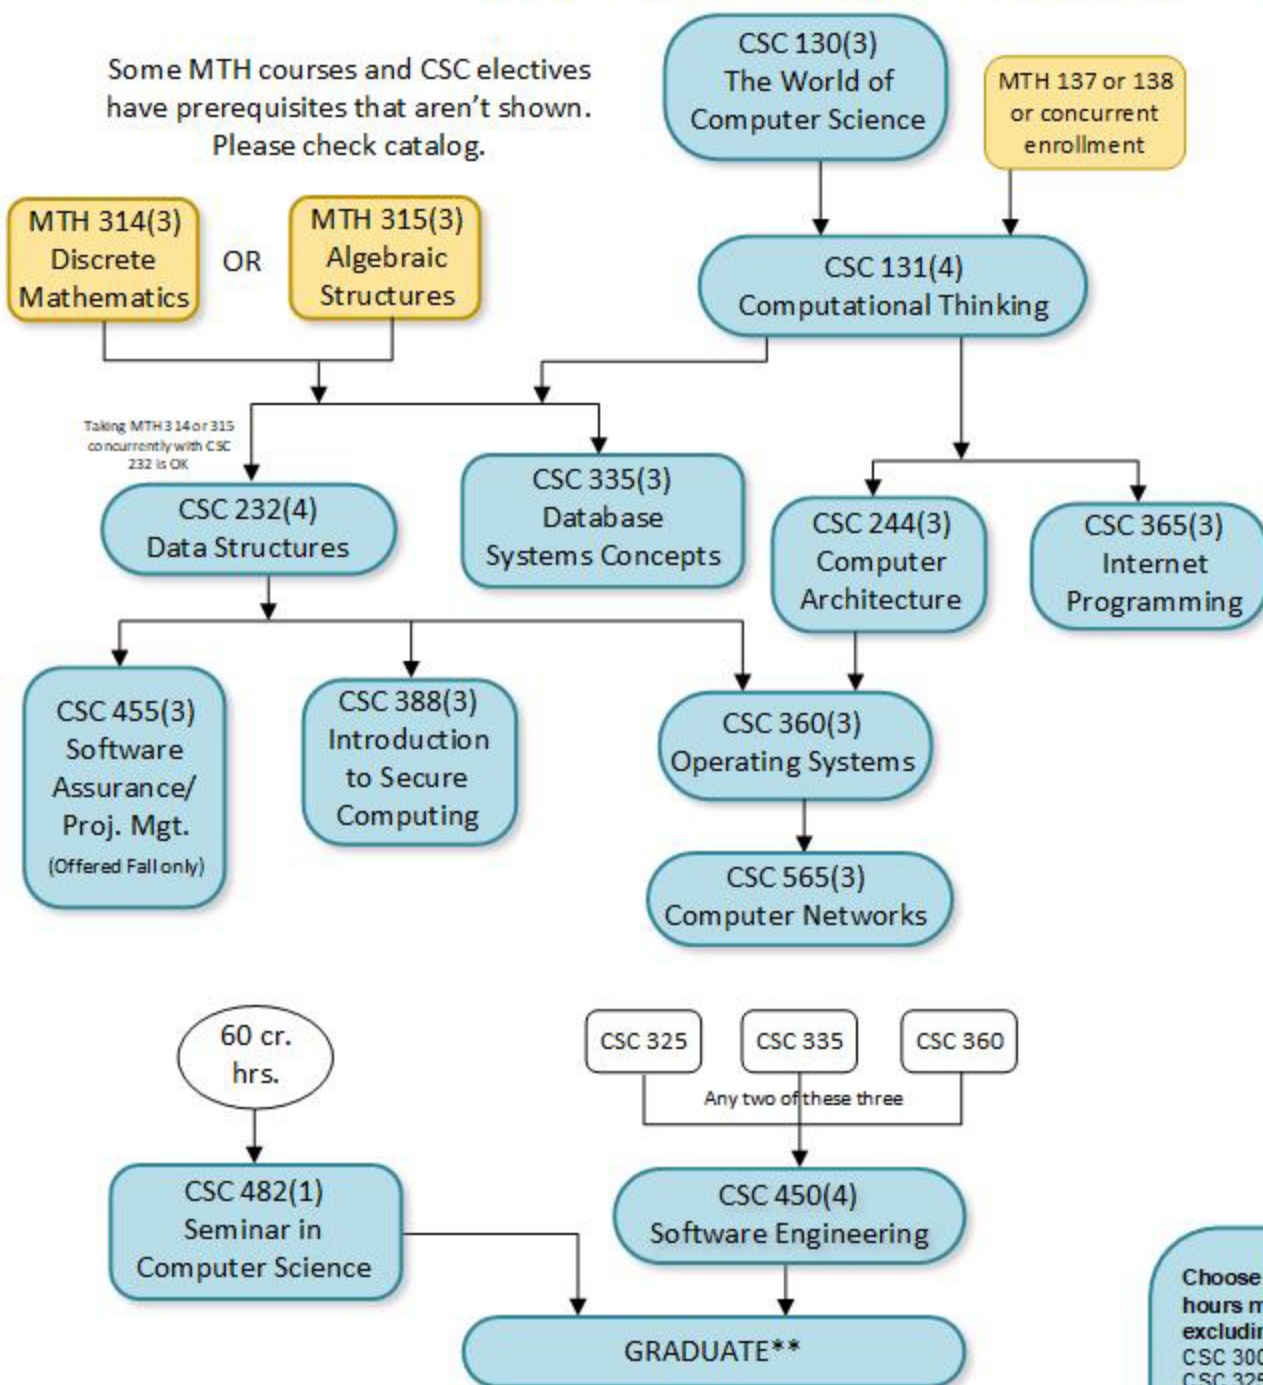 CSC 130(3)
The World of
Computer Science
Some MTH courses and CSC electives
have prerequisites that aren't shown.
Please check catalog.
MTH 137 or 138
or concurrent
enrollment
MTH 314(3)
Discrete
Mathematics
OR
MTH 315(3)
Algebraic
Structures
CSC 131(4)
Computational Thinking
Taking MTH 314 or 315
concurrently with CSC
232 is OK
CSC 232(4)
Data Structures
CSC 335(3)
Database
Systems Concepts
CSC 244(3)
Computer
Architecture
CSC 365(3)
Internet
Programming
CSC 455(3)
Software
Assurance/
Proj. Mgt.
(Offered Fall only)
CSC 388(3)
Introduction
to Secure
Computing
CSC 360(3)
Operating Systems
CSC 565(3)
Computer Networks
60 cr.
hrs.
CSC 325
CSC 335
CSC 360
Any two of these three
CSC 482(1)
Seminar in
Computer Science
CSC 450(4)
Software Engineering
GRADUATE**
Choose
hours
CSC 300
CSC 325